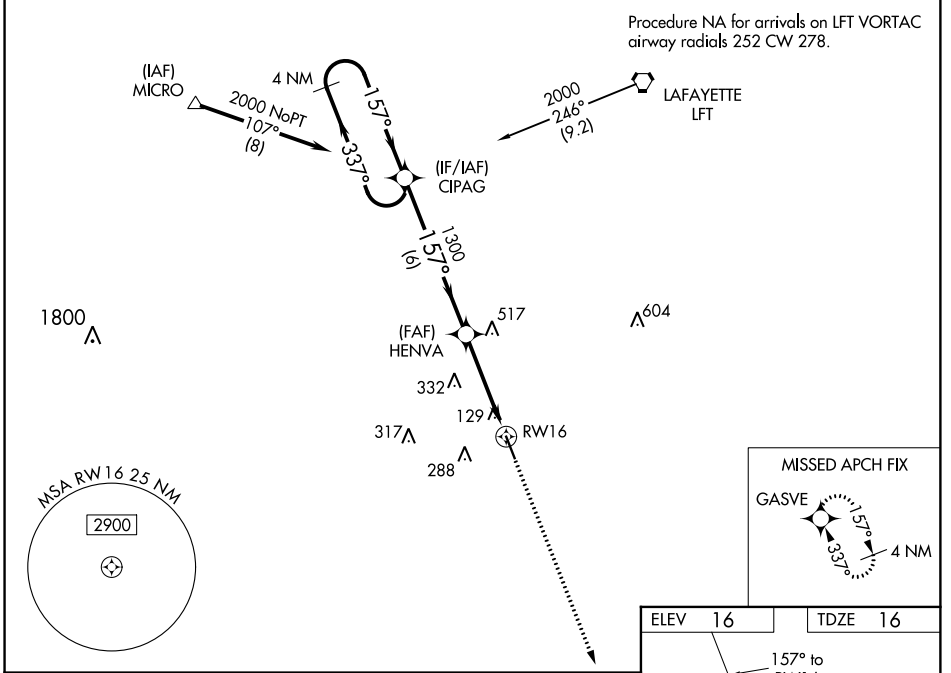 Procedure NA for arrivals on LFT VORTAC
airway radials 252 CW 278.
(IAF)
MICRO
2000 NoPT
107°
(8)
4 NM
157°
337°
2000
246°
(9.2)
LAFAYETTE
LFT
(IF/IAF)
CIPAG
1300
157°
(6)
1800
(FAF)
HENVA
517
604
332
129
RW16
317
288
MSA RW16 25 NM
2900
MISSED APCH FIX
GASVE
157°
337°
4 NM
ELEV 16
TDZE 16
157° to